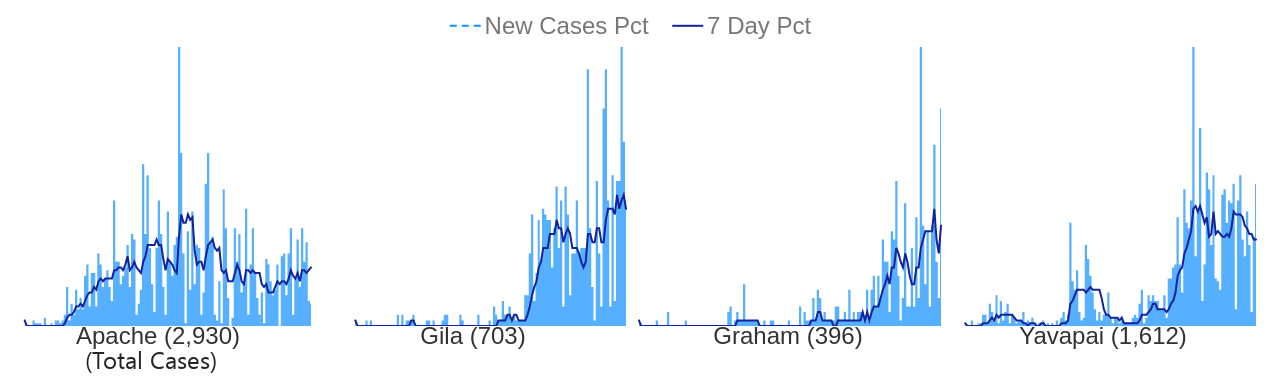 New Cases Pct 7 Day Pct
Apache (2,930) Gila (703) Graham (396) Yavapai (1,612)
(Total Cases)